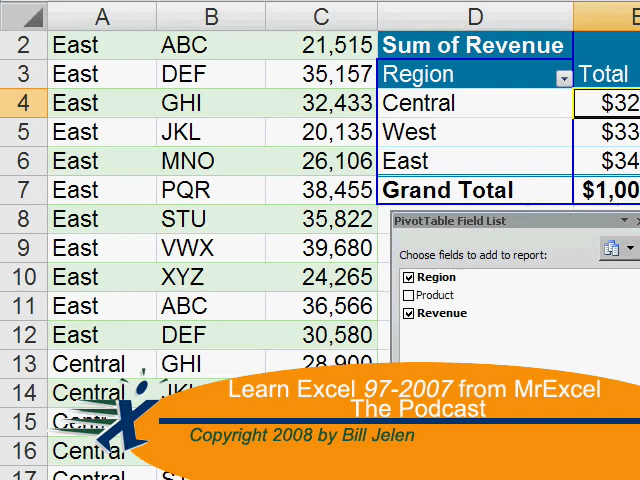 A B C D E
2 East ABC 21,515 Sum of Revenue
3 East DEF 35,157 Region Total
4 East GHI 32,433 Central $32
5 East JKL 20,135 West $33
6 East MNO 26,106 East $34
7 East PQR 38,455 Grand Total $1,00
8 East STU 35,822
PivotTable Field List
9 East VWX 39,680
Choose fields to add to report:
10 East XYZ 24,265
Region
Product
11 East ABC 36,566
Revenue
12 East DEF 30,580
13 Central GHI 28,900
14 Central
Learn Excel 97-2007 from MrExcel
The Podcast
15 Central
Copyright 2008 by Bill Jelen
16 Central
17 Central